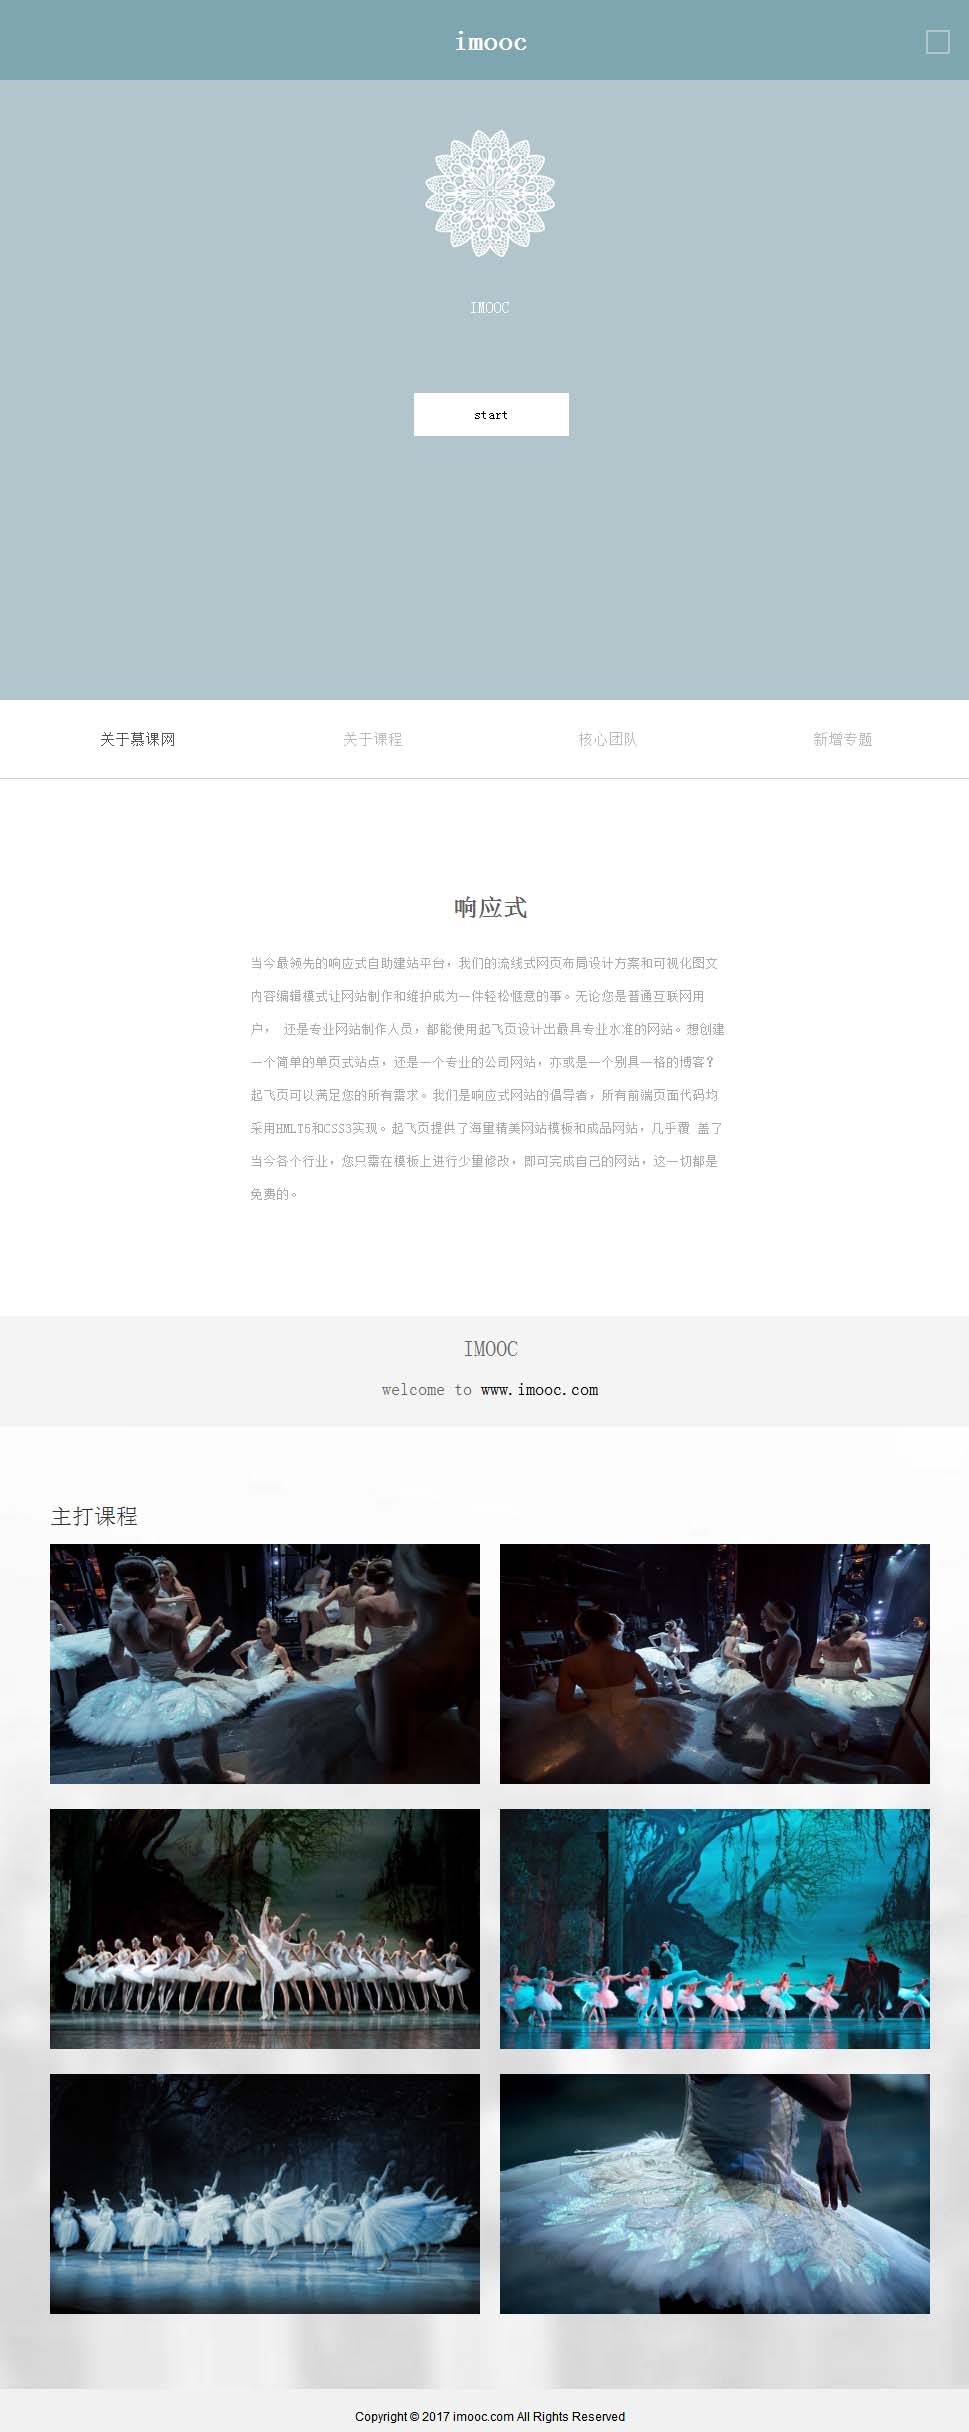 imooc
IMOOC
start
关于慕课网
关于课程
核心团队
新增专题
响应式
当今最领先的响应式自助建站平台，我们的流线式网页布局设计方案和可视化图文
内容编辑模式让网站制作和维护成为一件轻松惬意的事。无论您是普通互联网用
户， 还是专业网站制作人员，都能使用起飞页设计出最具专业水准的网站。想创建
一个简单的单页式站点，还是一个专业的公司网站，亦或是一个别具一格的博客？
起飞页可以满足您的所有需求。我们是响应式网站的倡导者，所有前端页面代码均
采用HMLT5和CSS3实现。起飞页提供了海量精美网站模板和成品网站，几乎覆 盖了
当今各个行业，您只需在模板上进行少量修改，即可完成自己的网站，这一切都是
免费的。
IMOOC
welcome to www.imooc.com
主打课程
Copyright © 2017 imooc.com All Rights Reserved